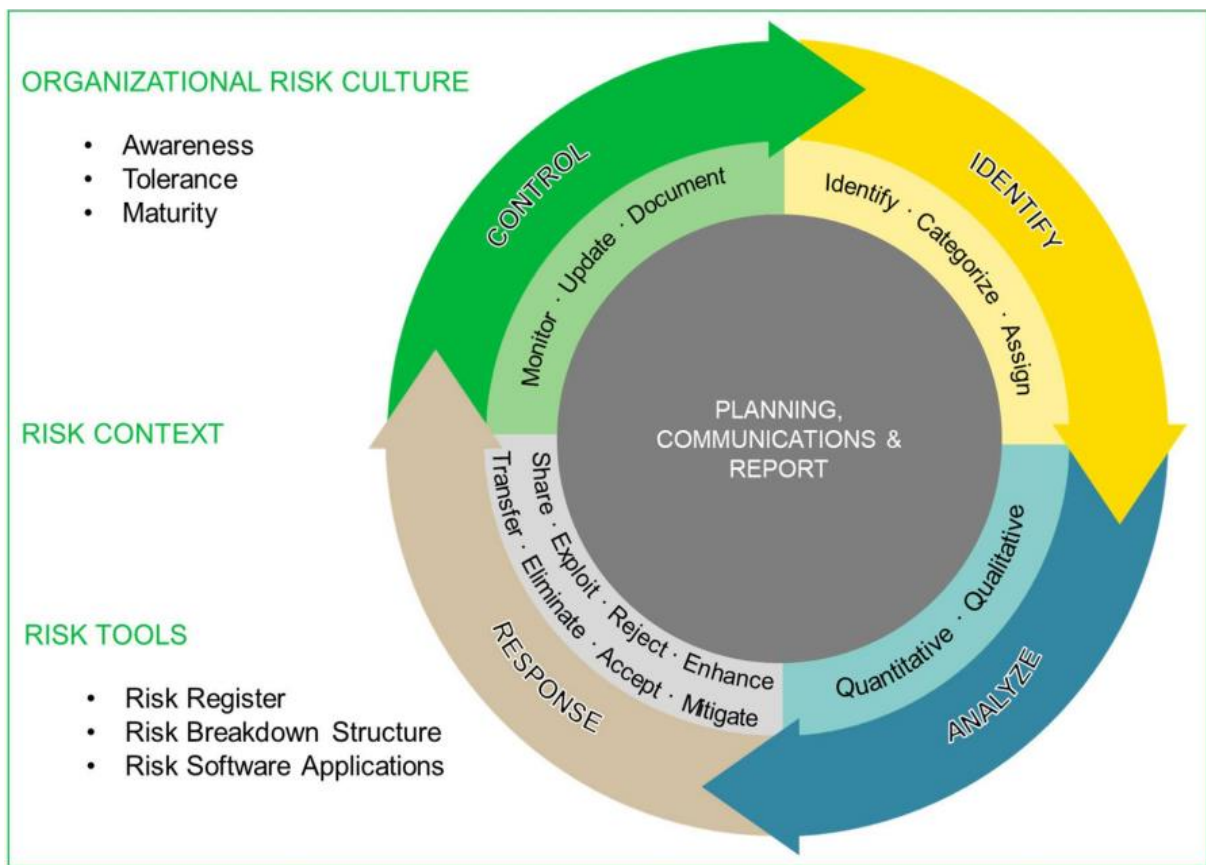 ORGANIZATIONAL RISK CULTURE
• Awareness
• Tolerance
• Maturity
RISK CONTEXT
RISK TOOLS
• Risk Register
• Risk Breakdown Structure
• Risk Software Applications
CONTROL
Monitor · Update · Document
IDENTIFY
Identify · Categorize · Assign
ANALYZE
Quantitative · Qualitative
RESPONSE
Share · Exploit · Reject · Enhance
Transfer · Eliminate · Accept · Mitigate
PLANNING,
COMMUNICATIONS &
REPORT